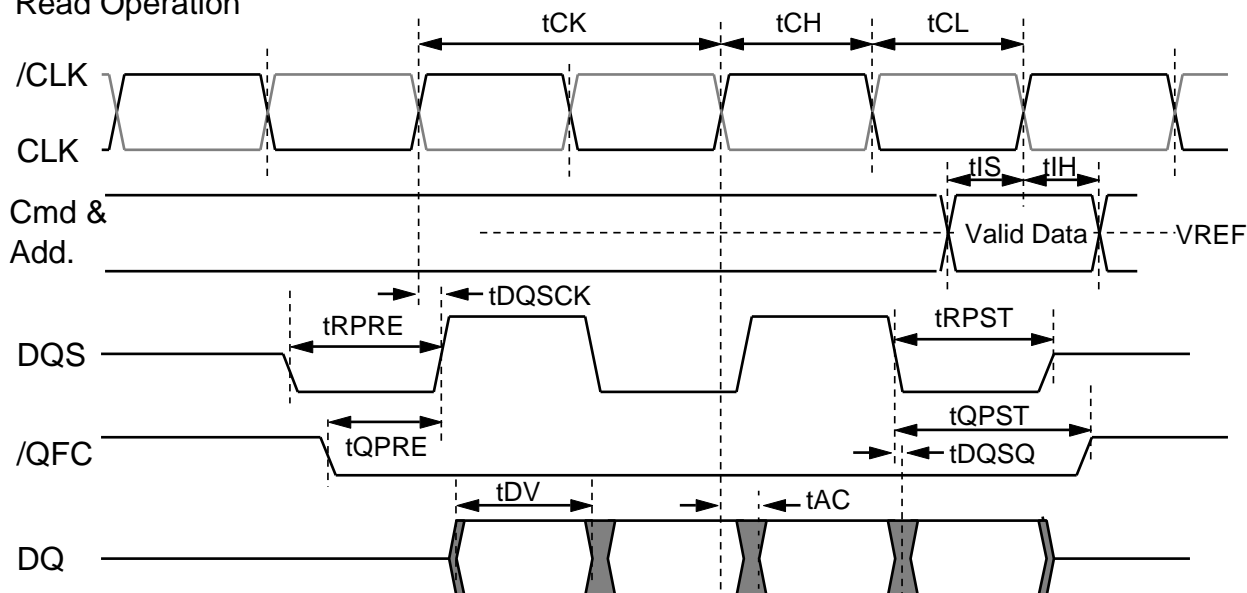 Read Operation
tCK tCH tCL
/CLK
CLK
tIS tIH
Cmd &
Add.
Valid Data
VREF
tDQSCK
tRPRE
tRPST
DQS
tQPRE
tQPST
/QFC
tDQSQ
tDV
tAC
DQ